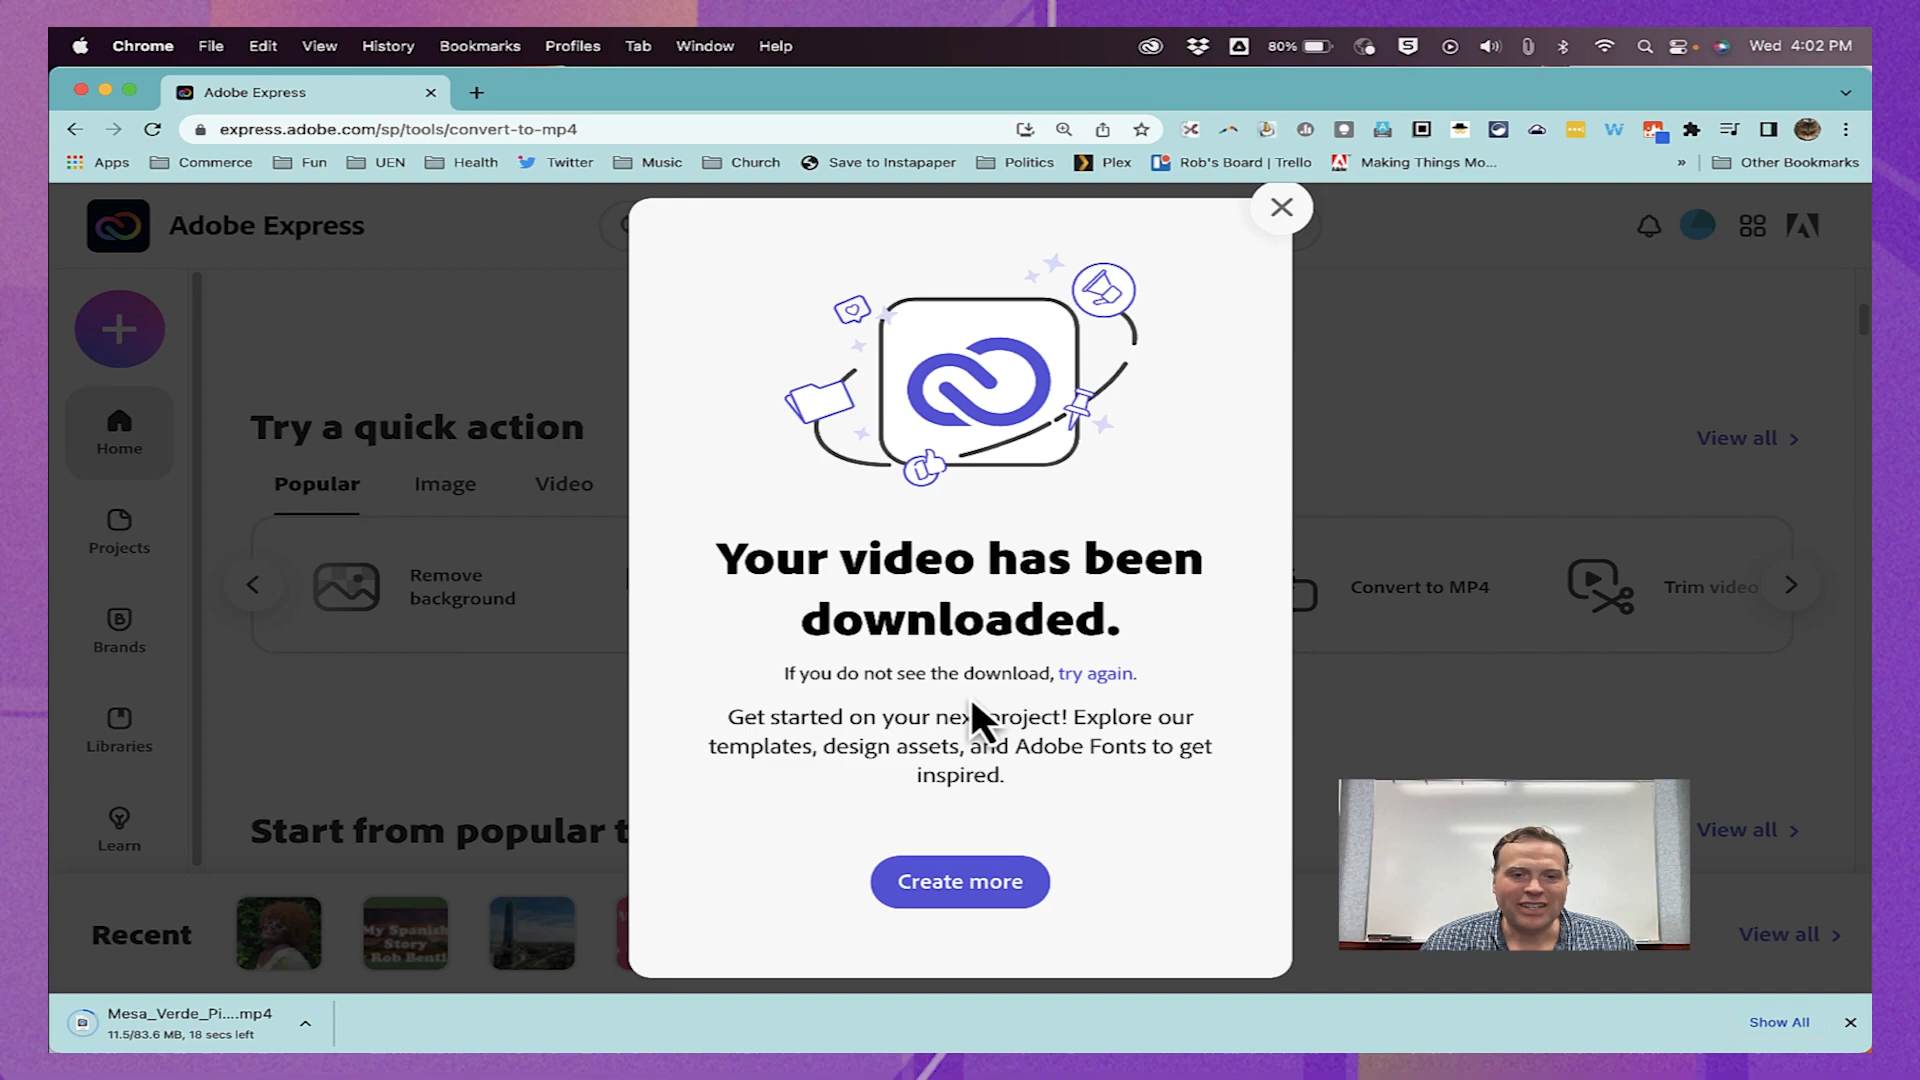 Chrome File Edit View History Bookmarks Profiles Tab Window Help 80% Wed 4:02 PM
Adobe Express
express.adobe.com/sp/tools/convert-to-mp4
Apps Commerce Fun UEN Health Twitter Music Church Save to Instapaper Politics Plex Rob's Board | Trello Making Things Mo... » Other Bookmarks
Adobe Express
Home
Projects
Brands
Libraries
Learn
Try a quick action
View all
Popular Image Video
Remove
background
Convert to MP4
Trim video
Start from popular t
View all
Recent
My Spanish
Story
Rob Bentl
View all
Your video has been
downloaded.
If you do not see the download, try again.
Get started on your project! Explore our
templates, design assets, and Adobe Fonts to get
inspired.
Create more
Mesa_Verde_Pi....mp4
11.5/83.6 MB, 18 secs left
Show All